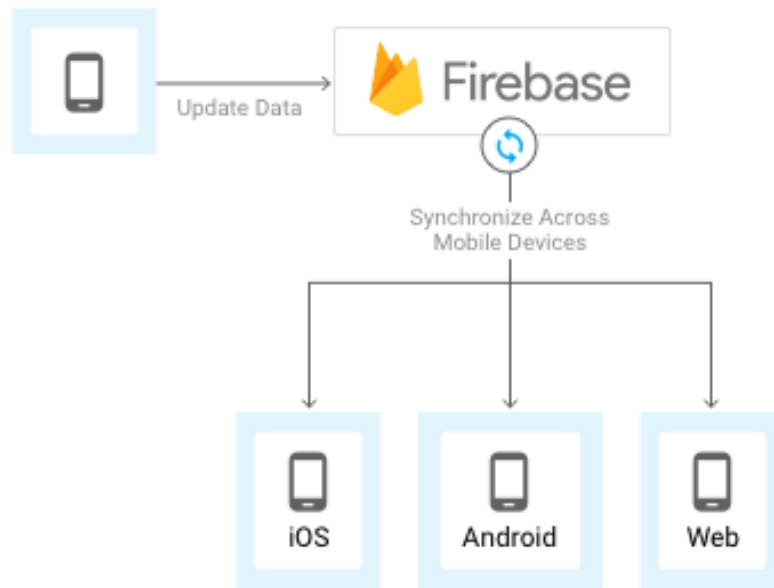 Firebase
Update Data
Synchronize Across
Mobile Devices
iOS
Android
Web